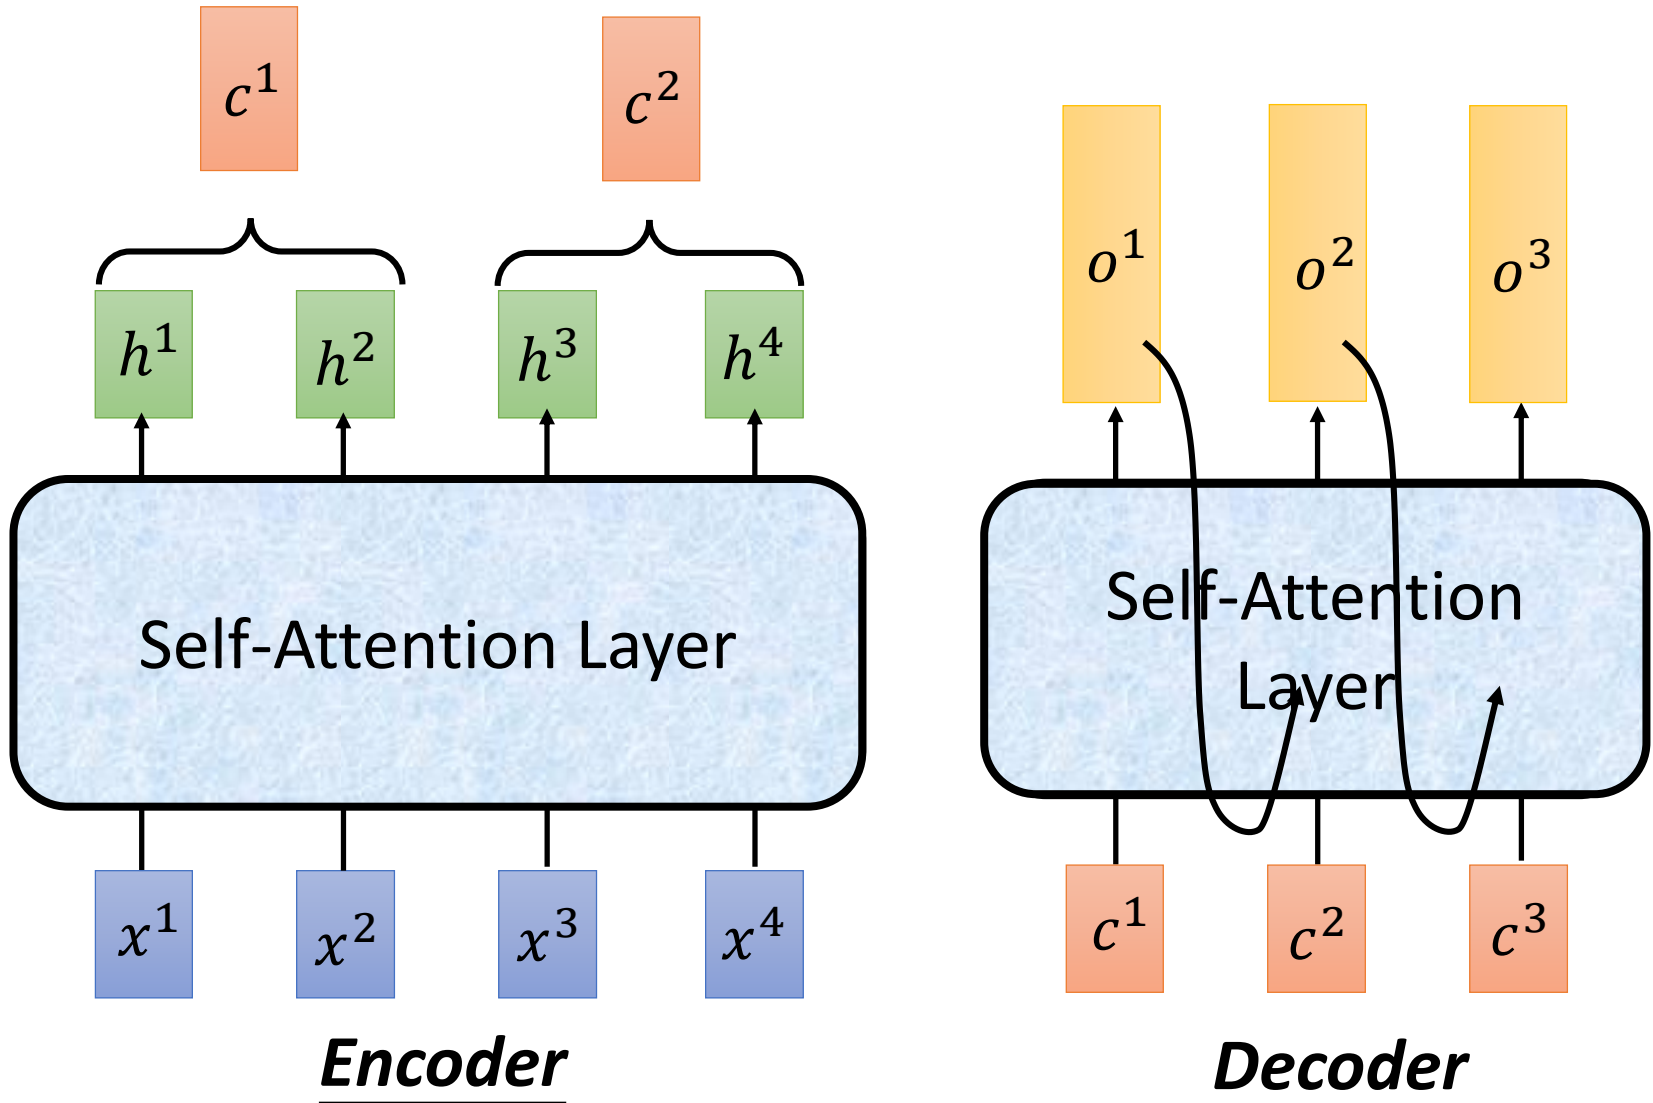 c¹ c²
h¹ h² h³ h⁴
Self-Attention Layer
x¹ x² x³ x⁴
Encoder
o¹ o² o³
Self-Attention
Layer
c¹ c² c³
Decoder